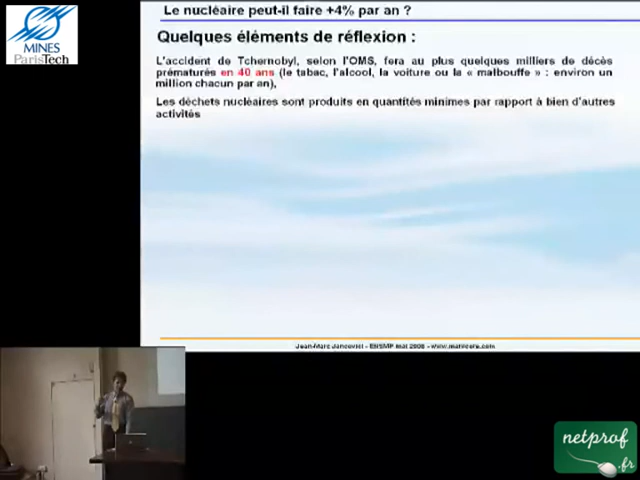 Le nucléaire peut-il faire +4% par an ?
MINES
ParisTech
Quelques éléments de réflexion :
L'accident de Tchernobyl, selon l'OMS, fera au plus quelques milliers de décès
prématurés en 40 ans (le tabac, l'alcool, la voiture ou la « malbouffe » : environ un
million chacun par an),
Les déchets nucléaires sont produits en quantités minimes par rapport à bien d'autres
activités
Jean-Marc Jancovici - ENSMP mai 2008 - www.manicore.com
netprof
.fr